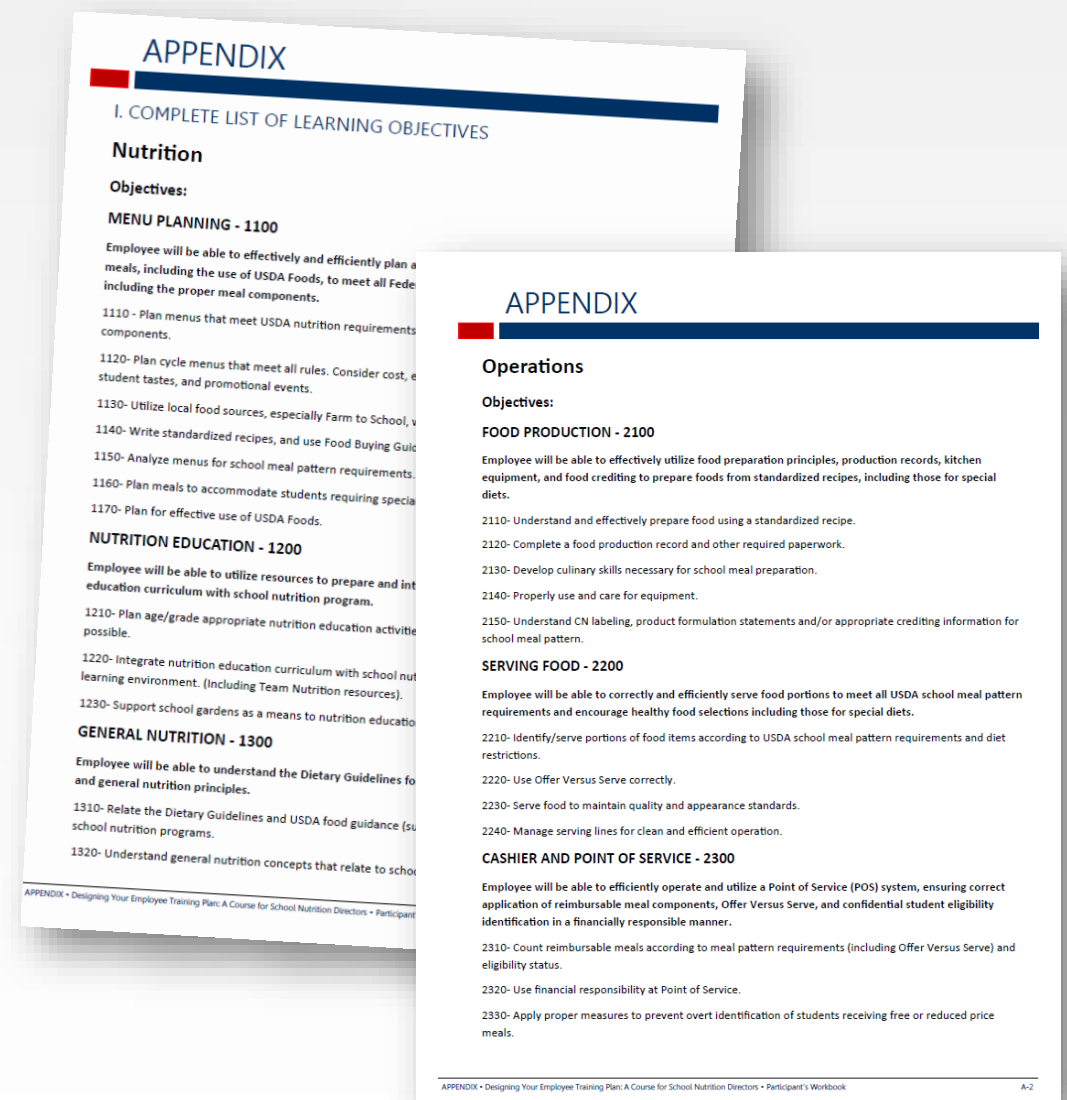 APPENDIX
I. COMPLETE LIST OF LEARNING OBJECTIVES
Nutrition
Objectives:
MENU PLANNING - 1100
Employee will be able to effectively and efficiently plan a
meals, including the use of USDA Foods, to meet all Fede
including the proper meal components.
1110 - Plan menus that meet USDA nutrition requirements
components.
1120- Plan cycle menus that meet all rules. Consider cost, e
student tastes, and promotional events.
1130- Utilize local food sources, especially Farm to School, w
1140- Write standardized recipes, and use Food Buying Guid
1150- Analyze menus for school meal pattern requirements.
1160- Plan meals to accommodate students requiring specia
1170- Plan for effective use of USDA Foods.
NUTRITION EDUCATION - 1200
Employee will be able to utilize resources to prepare and int
education curriculum with school nutrition program.
1210- Plan age/grade appropriate nutrition education activitie
possible.
1220- Integrate nutrition education curriculum with school nut
learning environment. (Including Team Nutrition resources).
1230- Support school gardens as a means to nutrition educatio
GENERAL NUTRITION - 1300
Employee will be able to understand the Dietary Guidelines fo
and general nutrition principles.
1310- Relate the Dietary Guidelines and USDA food guidance (su
school nutrition programs.
1320- Understand general nutrition concepts that relate to schoo
APPENDIX • Designing Your Employee Training Plan: A Course for School Nutrition Directors • Participant
APPENDIX
Operations
Objectives:
FOOD PRODUCTION - 2100
Employee will be able to effectively utilize food preparation principles, production records, kitchen
equipment, and food crediting to prepare foods from standardized recipes, including those for special
diets.
2110- Understand and effectively prepare food using a standardized recipe.
2120- Complete a food production record and other required paperwork.
2130- Develop culinary skills necessary for school meal preparation.
2140- Properly use and care for equipment.
2150- Understand CN labeling, product formulation statements and/or appropriate crediting information for
school meal pattern.
SERVING FOOD - 2200
Employee will be able to correctly and efficiently serve food portions to meet all USDA school meal pattern
requirements and encourage healthy food selections including those for special diets.
2210- Identify/serve portions of food items according to USDA school meal pattern requirements and diet
restrictions.
2220- Use Offer Versus Serve correctly.
2230- Serve food to maintain quality and appearance standards.
2240- Manage serving lines for clean and efficient operation.
CASHIER AND POINT OF SERVICE - 2300
Employee will be able to efficiently operate and utilize a Point of Service (POS) system, ensuring correct
application of reimbursable meal components, Offer Versus Serve, and confidential student eligibility
identification in a financially responsible manner.
2310- Count reimbursable meals according to meal pattern requirements (including Offer Versus Serve) and
eligibility status.
2320- Use financial responsibility at Point of Service.
2330- Apply proper measures to prevent overt identification of students receiving free or reduced price
meals.
APPENDIX • Designing Your Employee Training Plan: A Course for School Nutrition Directors • Participant's Workbook
A-2